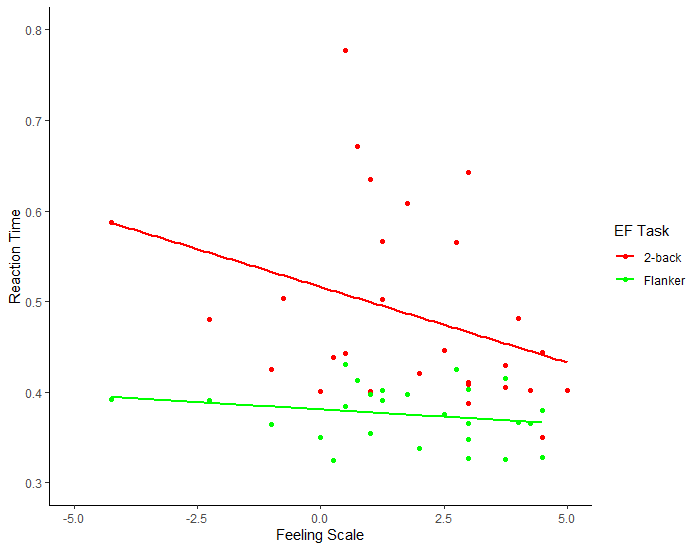 0.8
0.7
0.6
0.5
0.4
0.3
Reaction Time
-5.0 -2.5 0.0 2.5 5.0
Feeling Scale
EF Task
2-back
Flanker